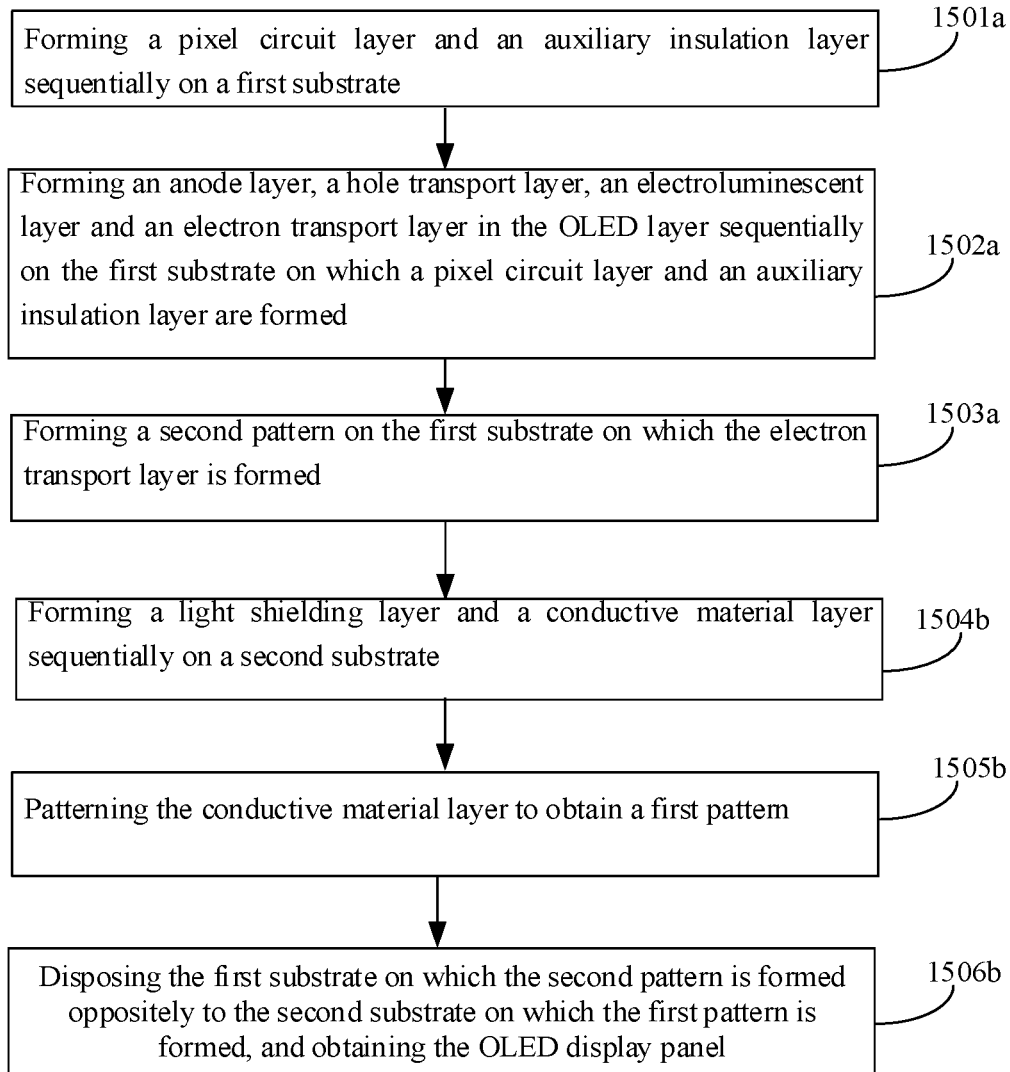 1501a
Forming a pixel circuit layer and an auxiliary insulation layer
sequentially on a first substrate
Forming an anode layer, a hole transport layer, an electroluminescent
layer and an electron transport layer in the OLED layer sequentially
on the first substrate on which a pixel circuit layer and an auxiliary
insulation layer are formed
1502a
Forming a second pattern on the first substrate on which the electron
transport layer is formed
1503a
Forming a light shielding layer and a conductive material layer
sequentially on a second substrate
1504b
Patterning the conductive material layer to obtain a first pattern
1505b
Disposing the first substrate on which the second pattern is formed
oppositely to the second substrate on which the first pattern is
formed, and obtaining the OLED display panel
1506b